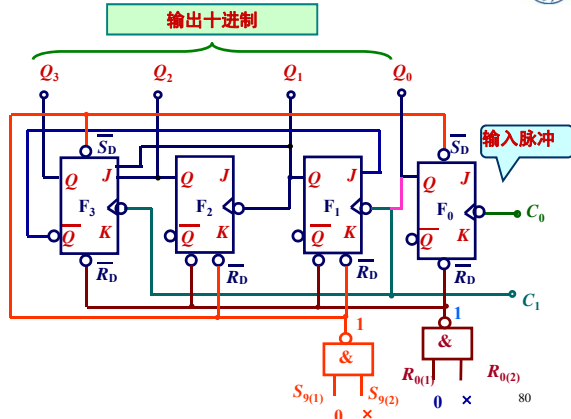 输出十进制
Q3 Q2 Q1 Q0
输入脉冲
S̅D S̅D
Q J Q Q J Q J
F3 F2 F1 F0
C0
Q̅ K Q̅ K Q̅ K Q̅ K
R̅D R̅D R̅D
C1
1 1
& &
S9(1) S9(2) R0(1) R0(2)
0 × 0 × 80